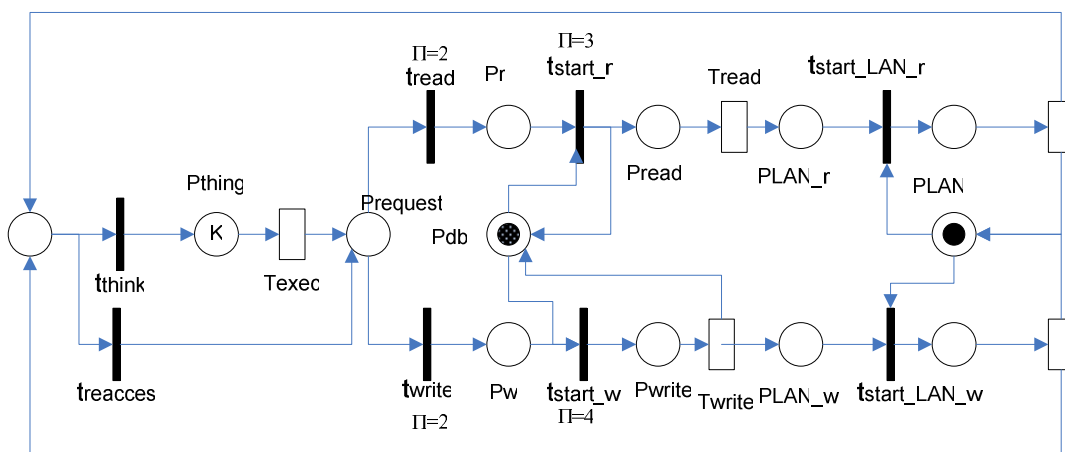 Π=2
tread
Pr
Π=3
tstart_r
Tread
tstart_LAN_r
Pthing
K
Texec
Prequest
Pdb
Pread
PLAN_r
PLAN
tthink
treacces
twrite
Π=2
Pw
tstart_w
Π=4
Pwrite
Twrite
PLAN_w
tstart_LAN_w